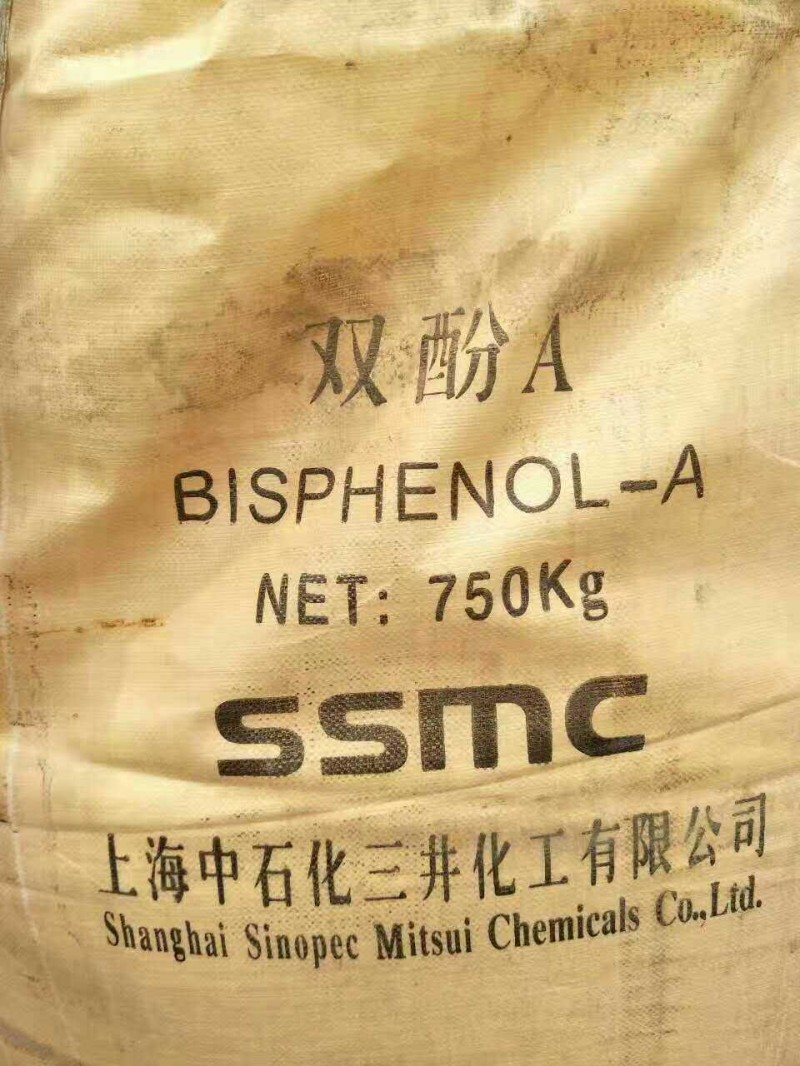 双酚A
BISPHENOL-A
NET: 750Kg
SSMC
上海中石化三井化工有限公司
Shanghai Sinopec Mitsui Chemicals Co.,Ltd.